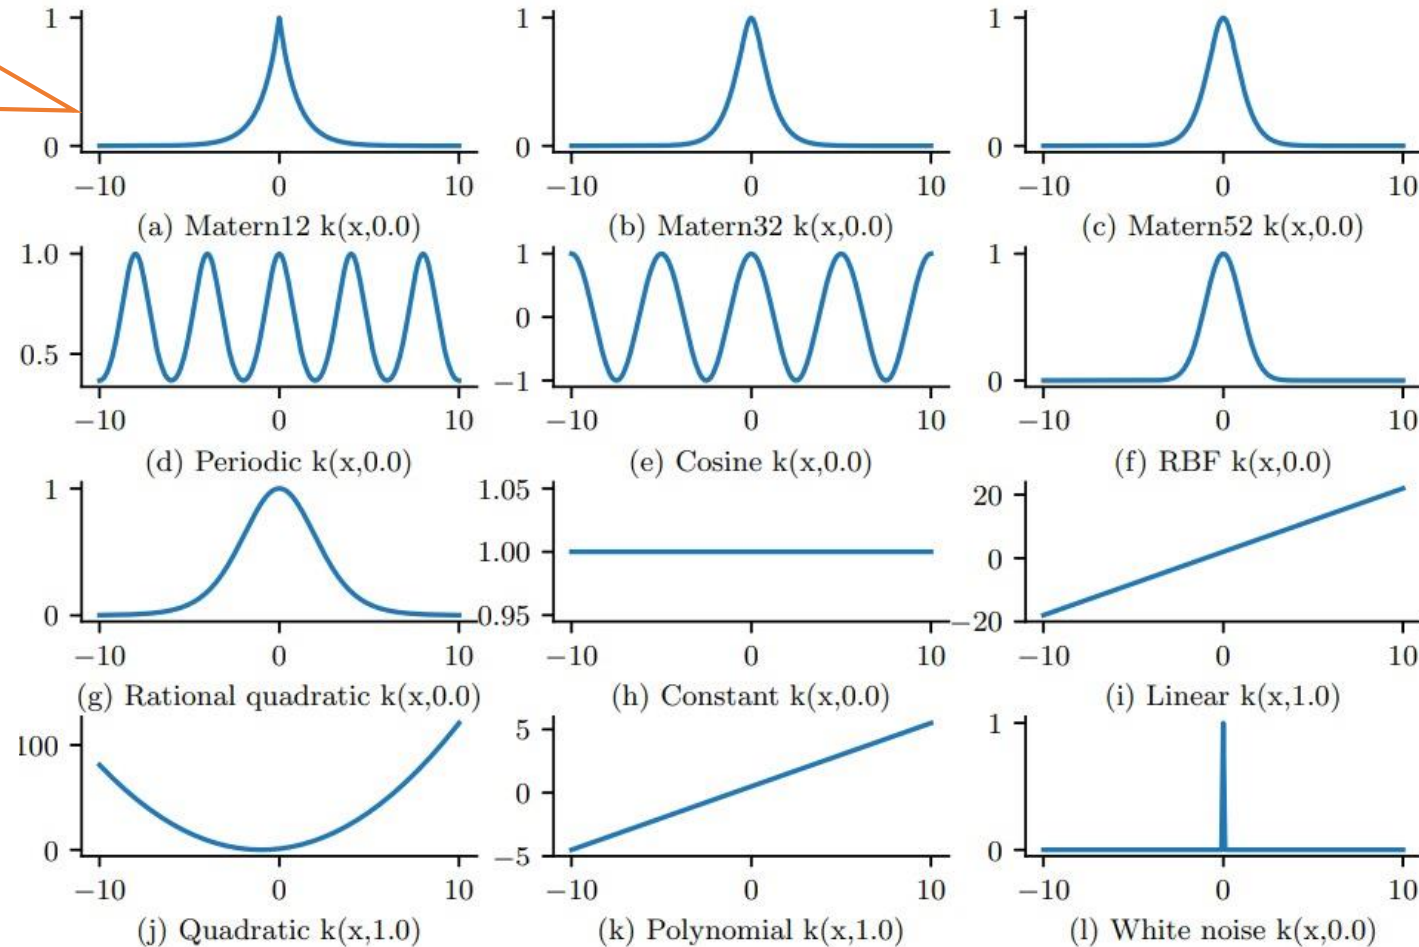 1 1 1
0 0 0
−10 0 10 −10 0 10 −10 0 10
(a) Matern12 k(x,0.0) (b) Matern32 k(x,0.0) (c) Matern52 k(x,0.0)
1.0 1 1
0.5 0 0
−1
−10 0 10 −10 0 10 −10 0 10
(d) Periodic k(x,0.0) (e) Cosine k(x,0.0) (f) RBF k(x,0.0)
1 1.05 20
1.00 0
0 0.95 −20
−10 0 10 −10 0 10 −10 0 10
(g) Rational quadratic k(x,0.0) (h) Constant k(x,0.0) (i) Linear k(x,1.0)
100 5 1
0 0 0
−5
−10 0 10 −10 0 10 −10 0 10
(j) Quadratic k(x,1.0) (k) Polynomial k(x,1.0) (l) White noise k(x,0.0)